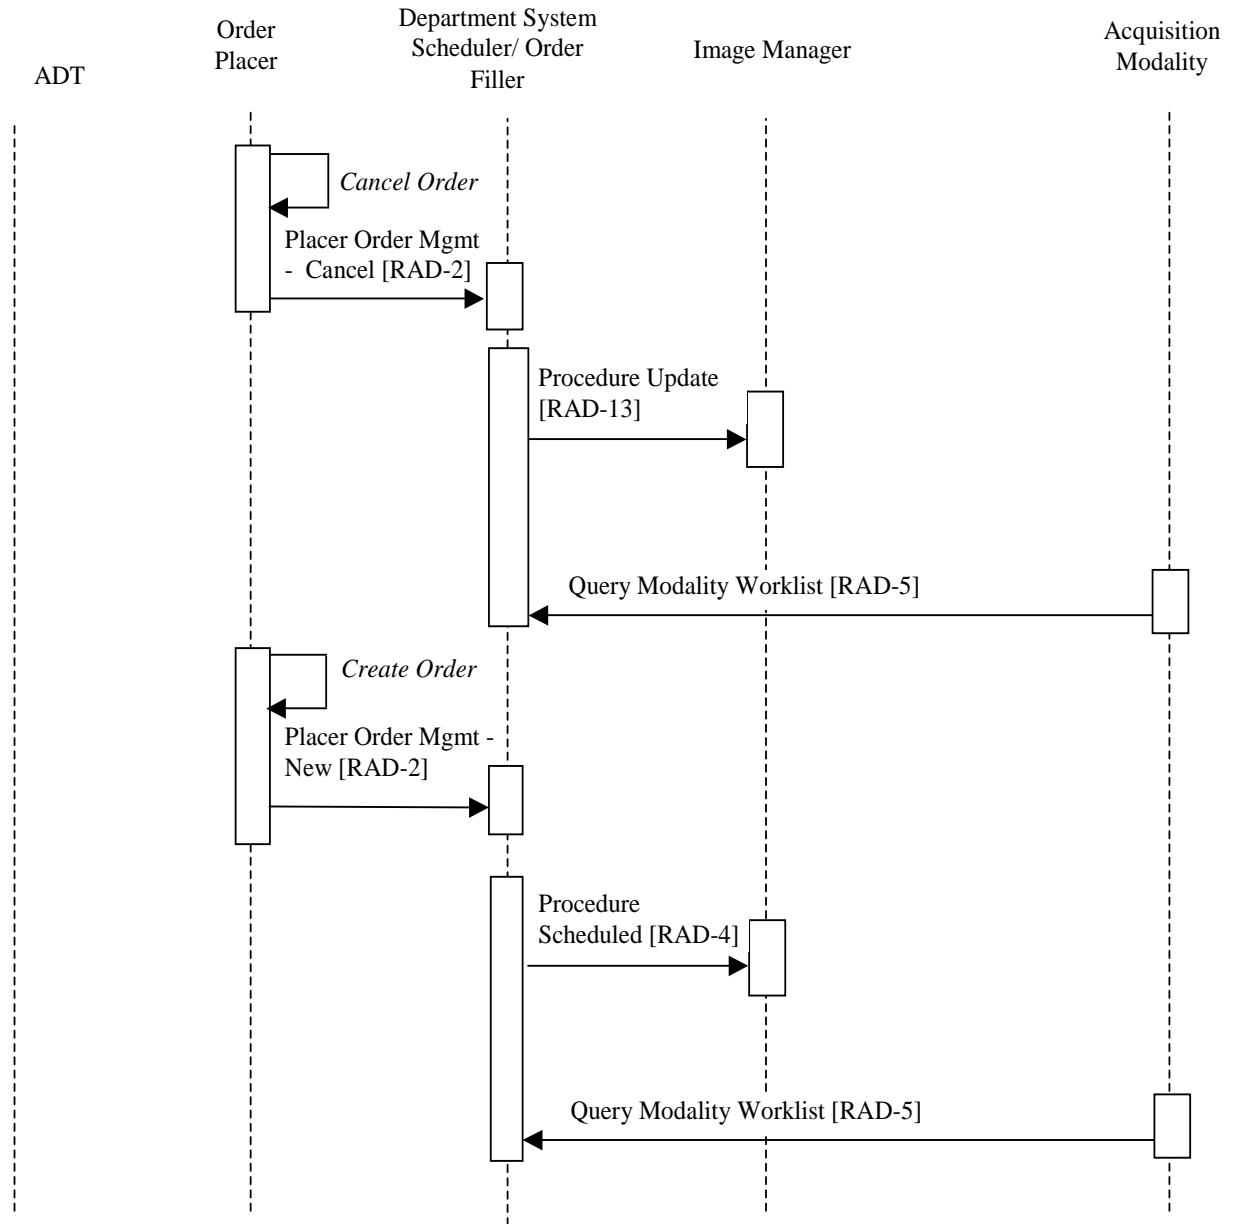 Order
Placer
Department System
Scheduler/ Order
Filler
Image Manager
Acquisition
Modality
ADT
Cancel Order
Placer Order Mgmt
- Cancel [RAD-2]
Procedure Update
[RAD-13]
Query Modality Worklist [RAD-5]
Create Order
Placer Order Mgmt -
New [RAD-2]
Procedure
Scheduled [RAD-4]
Query Modality Worklist [RAD-5]